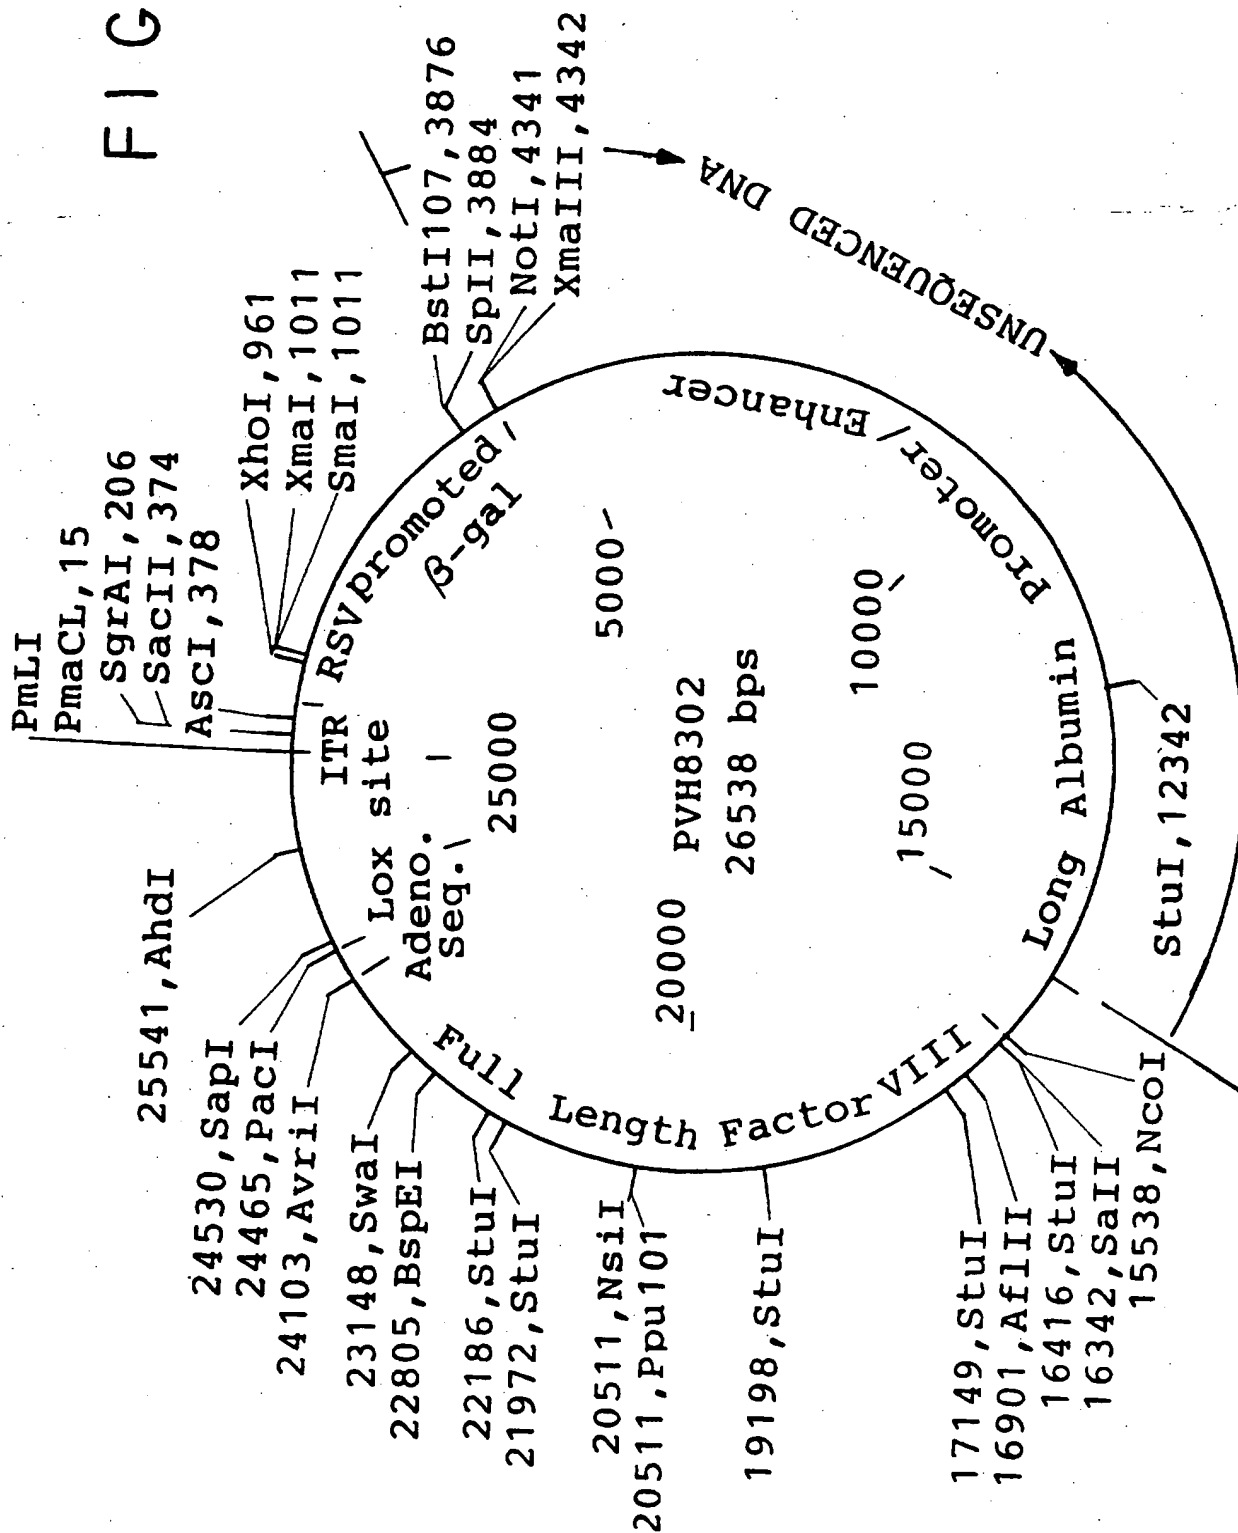 FIG
PmLI
PmaCL,15
SgrAI,206
SacII,374
AscI,378
XhoI,961
XmaI,1011
SmaI,1011
BstI107,3876
SpII,3884
NotI,4341
XmaIII,4342
UNSEQUENCED DNA
25541,AhdI
24530,SapI
24465,PacI
24103,AvriI
23148,SwaI
22805,BspEI
22186,StuI
21972,StuI
20511,NsiI
20511,Ppu101
19198,StuI
17149,StuI
16901,AflII
16416,StuI
16342,SaII
15538,NcoI
StuI,12342
ITR
Lox site
Adeno.
Seq.
RSVpromoted
β-gal
Long Albumin Promoter/Enhancer
Full Length Factor VIII
25000
5000
20000
10000
15000
PVH8302
26538 bps